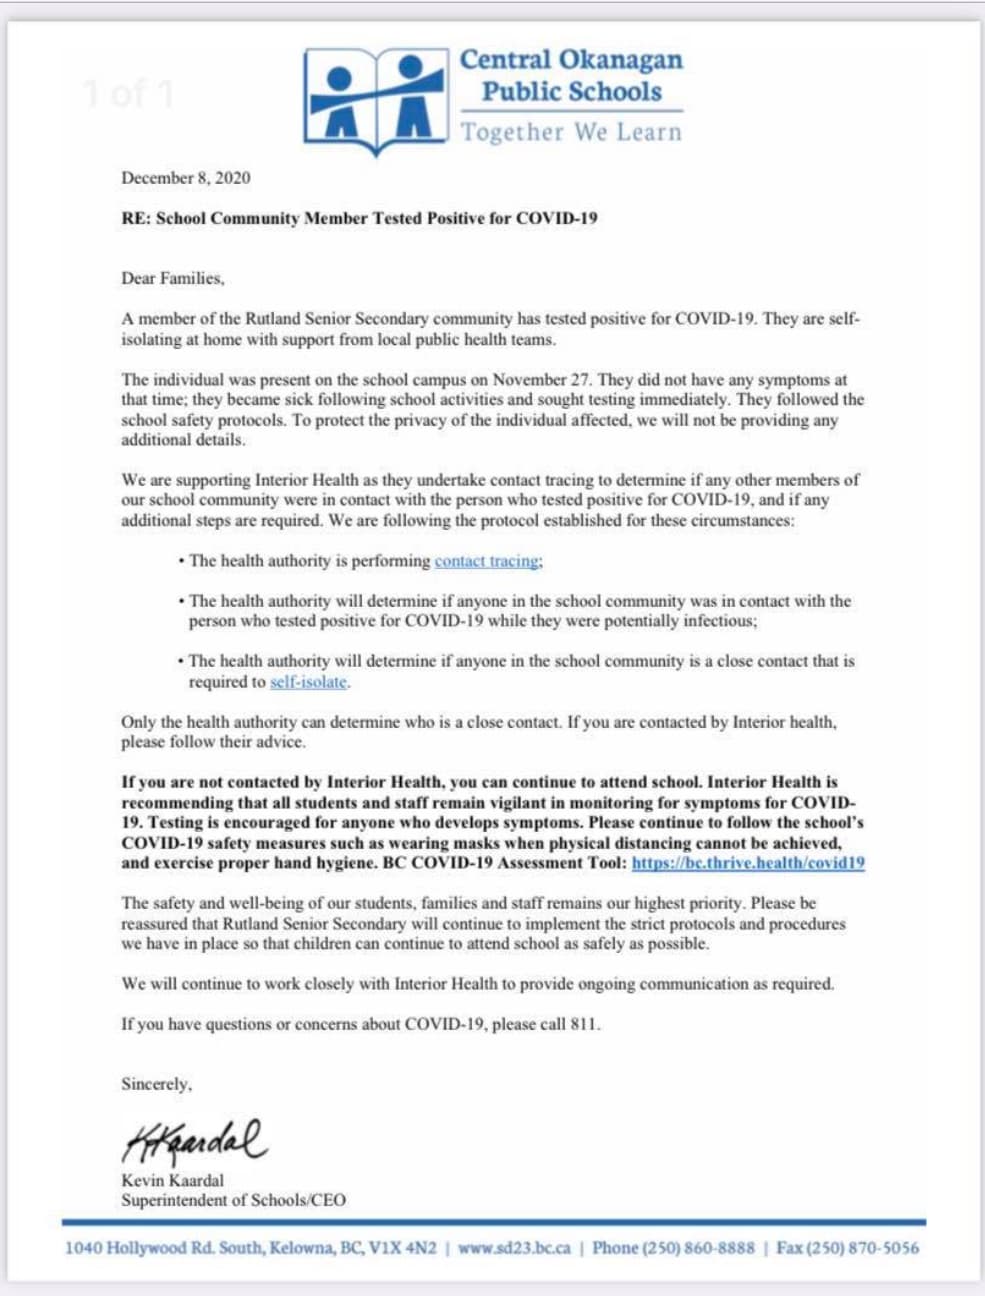 1 of 1
Central Okanagan
Public Schools
Together We Learn
December 8, 2020
RE: School Community Member Tested Positive for COVID-19
Dear Families,
A member of the Rutland Senior Secondary community has tested positive for COVID-19. They are self-
isolating at home with support from local public health teams.
The individual was present on the school campus on November 27. They did not have any symptoms at
that time; they became sick following school activities and sought testing immediately. They followed the
school safety protocols. To protect the privacy of the individual affected, we will not be providing any
additional details.
We are supporting Interior Health as they undertake contact tracing to determine if any other members of
our school community were in contact with the person who tested positive for COVID-19, and if any
additional steps are required. We are following the protocol established for these circumstances:
• The health authority is performing contact tracing;
• The health authority will determine if anyone in the school community was in contact with the
person who tested positive for COVID-19 while they were potentially infectious;
• The health authority will determine if anyone in the school community is a close contact that is
required to self-isolate.
Only the health authority can determine who is a close contact. If you are contacted by Interior health,
please follow their advice.
If you are not contacted by Interior Health, you can continue to attend school. Interior Health is
recommending that all students and staff remain vigilant in monitoring for symptoms for COVID-
19. Testing is encouraged for anyone who develops symptoms. Please continue to follow the school's
COVID-19 safety measures such as wearing masks when physical distancing cannot be achieved,
and exercise proper hand hygiene. BC COVID-19 Assessment Tool: https://bc.thrive.health/covid19
The safety and well-being of our students, families and staff remains our highest priority. Please be
reassured that Rutland Senior Secondary will continue to implement the strict protocols and procedures
we have in place so that children can continue to attend school as safely as possible.
We will continue to work closely with Interior Health to provide ongoing communication as required.
If you have questions or concerns about COVID-19, please call 811.
Sincerely,
KKaardal
Kevin Kaardal
Superintendent of Schools/CEO
1040 Hollywood Rd. South, Kelowna, BC, V1X 4N2 | www.sd23.bc.ca | Phone (250) 860-8888 | Fax (250) 870-5056